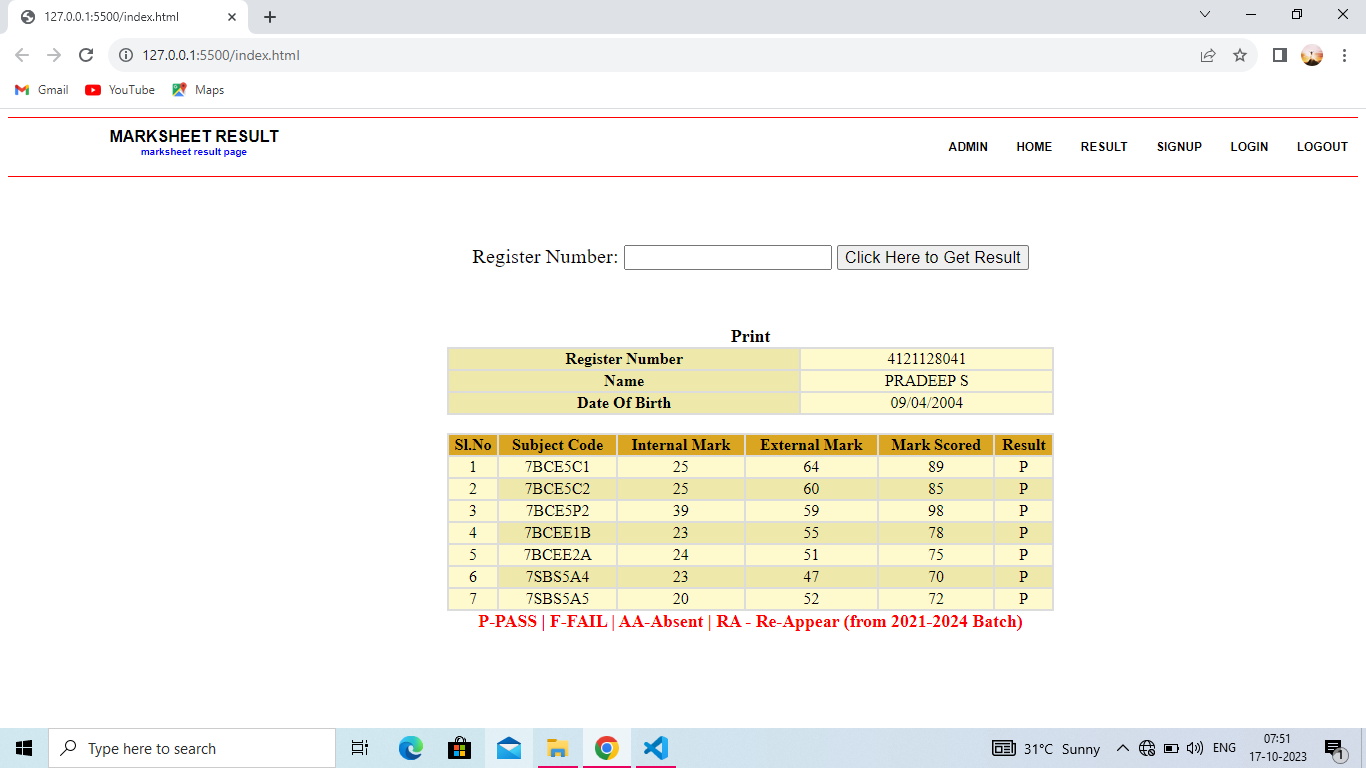 127.0.0.1:5500/index.html
127.0.0.1:5500/index.html
Gmail YouTube Maps
MARKSHEET RESULT
marksheet result page
ADMIN HOME RESULT SIGNUP LOGIN LOGOUT
Register Number: Click Here to Get Result
Print
Register Number 4121128041
Name PRADEEP S
Date Of Birth 09/04/2004
Sl.No Subject Code Internal Mark External Mark Mark Scored Result
1 7BCE5C1 25 64 89 P
2 7BCE5C2 25 60 85 P
3 7BCE5P2 39 59 98 P
4 7BCEE1B 23 55 78 P
5 7BCEE2A 24 51 75 P
6 7SBS5A4 23 47 70 P
7 7SBS5A5 20 52 72 P
P-PASS | F-FAIL | AA-Absent | RA - Re-Appear (from 2021-2024 Batch)
Type here to search
31°C Sunny
ENG
07:51
17-10-2023
1